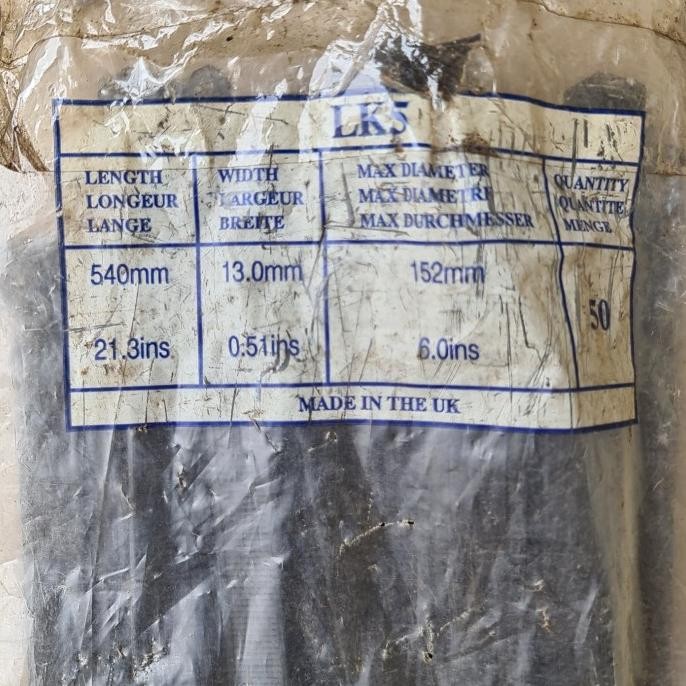 LK5
LENGTH
LONGEUR
LANGE
WIDTH
LARGEUR
BREITE
MAX DIAMETER
MAX DIAMETRE
MAX DURCHMESSER
QUANTITY
QUANTITE
MENGE
540mm
13.0mm
152mm
50
21.3ins
0.51ins
6.0ins
MADE IN THE UK